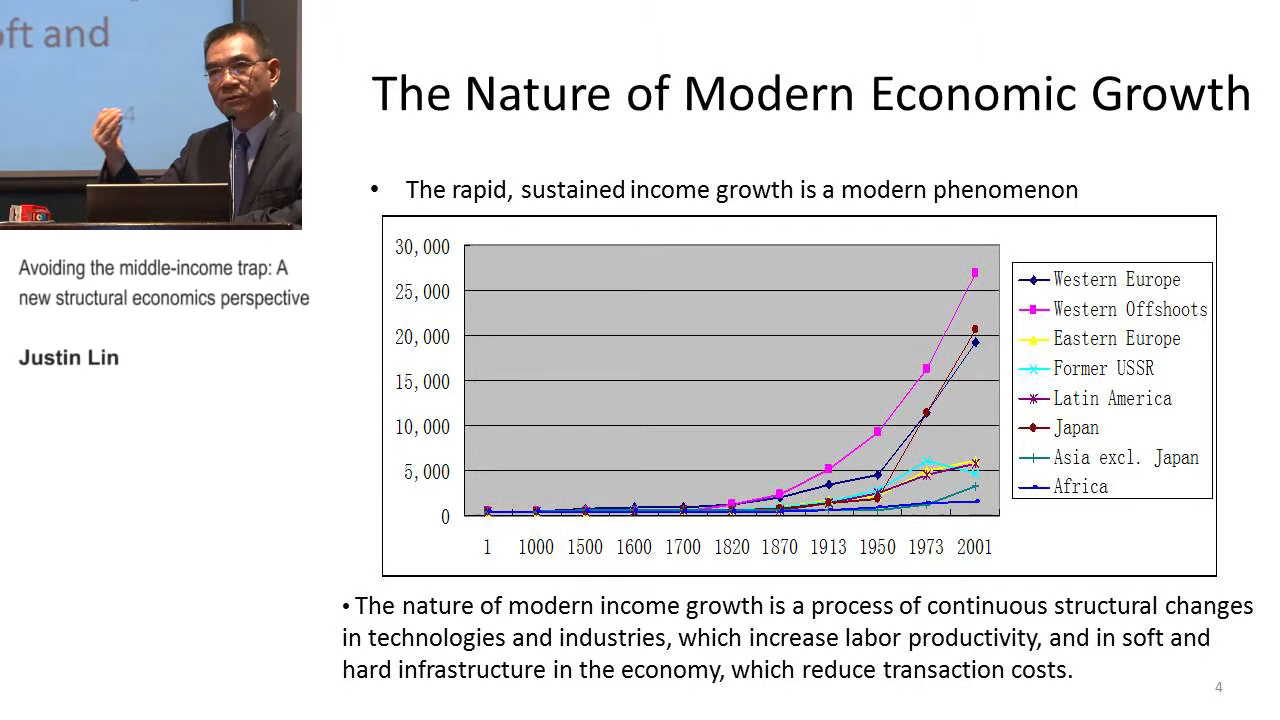 oft and
4
Avoiding the middle-income trap: A
new structural economics perspective
Justin Lin
The Nature of Modern Economic Growth
• The rapid, sustained income growth is a modern phenomenon
30,000
25,000
20,000
15,000
10,000
5,000
0
1 1000 1500 1600 1700 1820 1870 1913 1950 1973 2001
Western Europe
Western Offshoots
Eastern Europe
Former USSR
Latin America
Japan
Asia excl. Japan
Africa
• The nature of modern income growth is a process of continuous structural changes
in technologies and industries, which increase labor productivity, and in soft and
hard infrastructure in the economy, which reduce transaction costs.
4